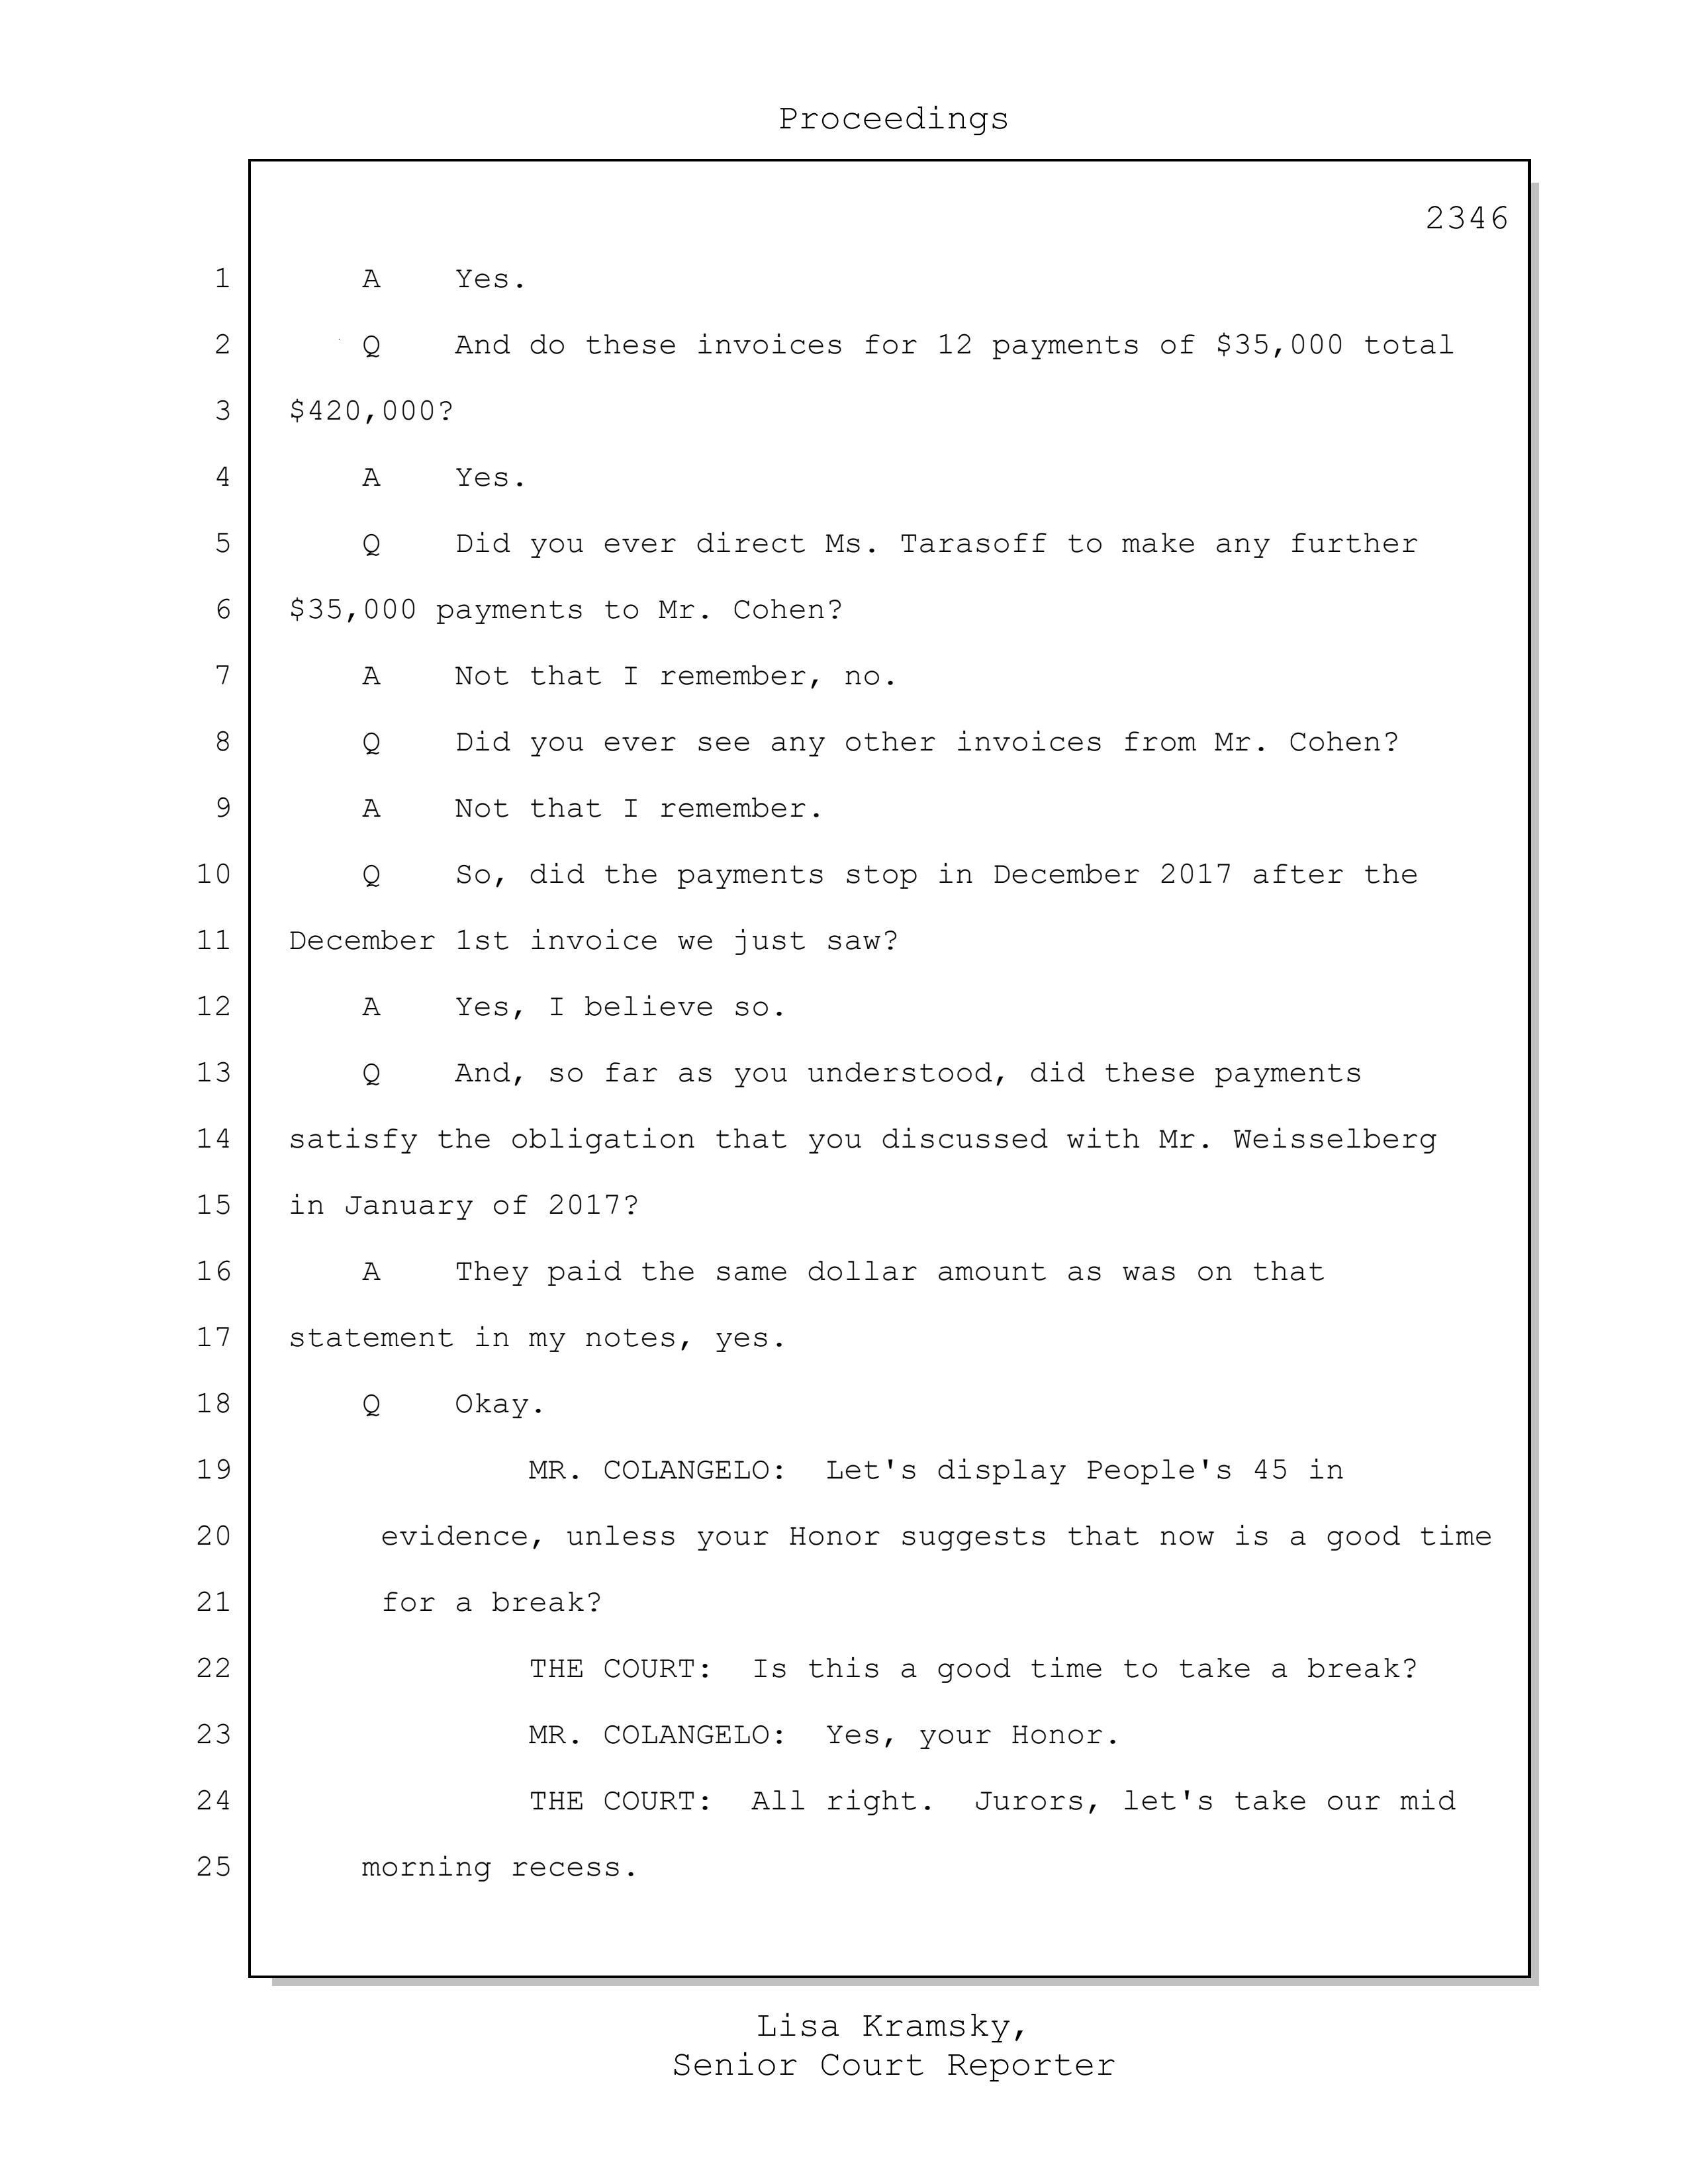 Proceedings
2346
1 A Yes.
2 Q And do these invoices for 12 payments of $35,000 total
3 $420,000?
4 A Yes.
5 Q Did you ever direct Ms. Tarasoff to make any further
6 $35,000 payments to Mr. Cohen?
7 A Not that I remember, no.
8 Q Did you ever see any other invoices from Mr. Cohen?
9 A Not that I remember.
10 Q So, did the payments stop in December 2017 after the
11 December 1st invoice we just saw?
12 A Yes, I believe so.
13 Q And, so far as you understood, did these payments
14 satisfy the obligation that you discussed with Mr. Weisselberg
15 in January of 2017?
16 A They paid the same dollar amount as was on that
17 statement in my notes, yes.
18 Q Okay.
19 MR. COLANGELO: Let's display People's 45 in
20 evidence, unless your Honor suggests that now is a good time
21 for a break?
22 THE COURT: Is this a good time to take a break?
23 MR. COLANGELO: Yes, your Honor.
24 THE COURT: All right. Jurors, let's take our mid
25 morning recess.
Lisa Kramsky,
Senior Court Reporter